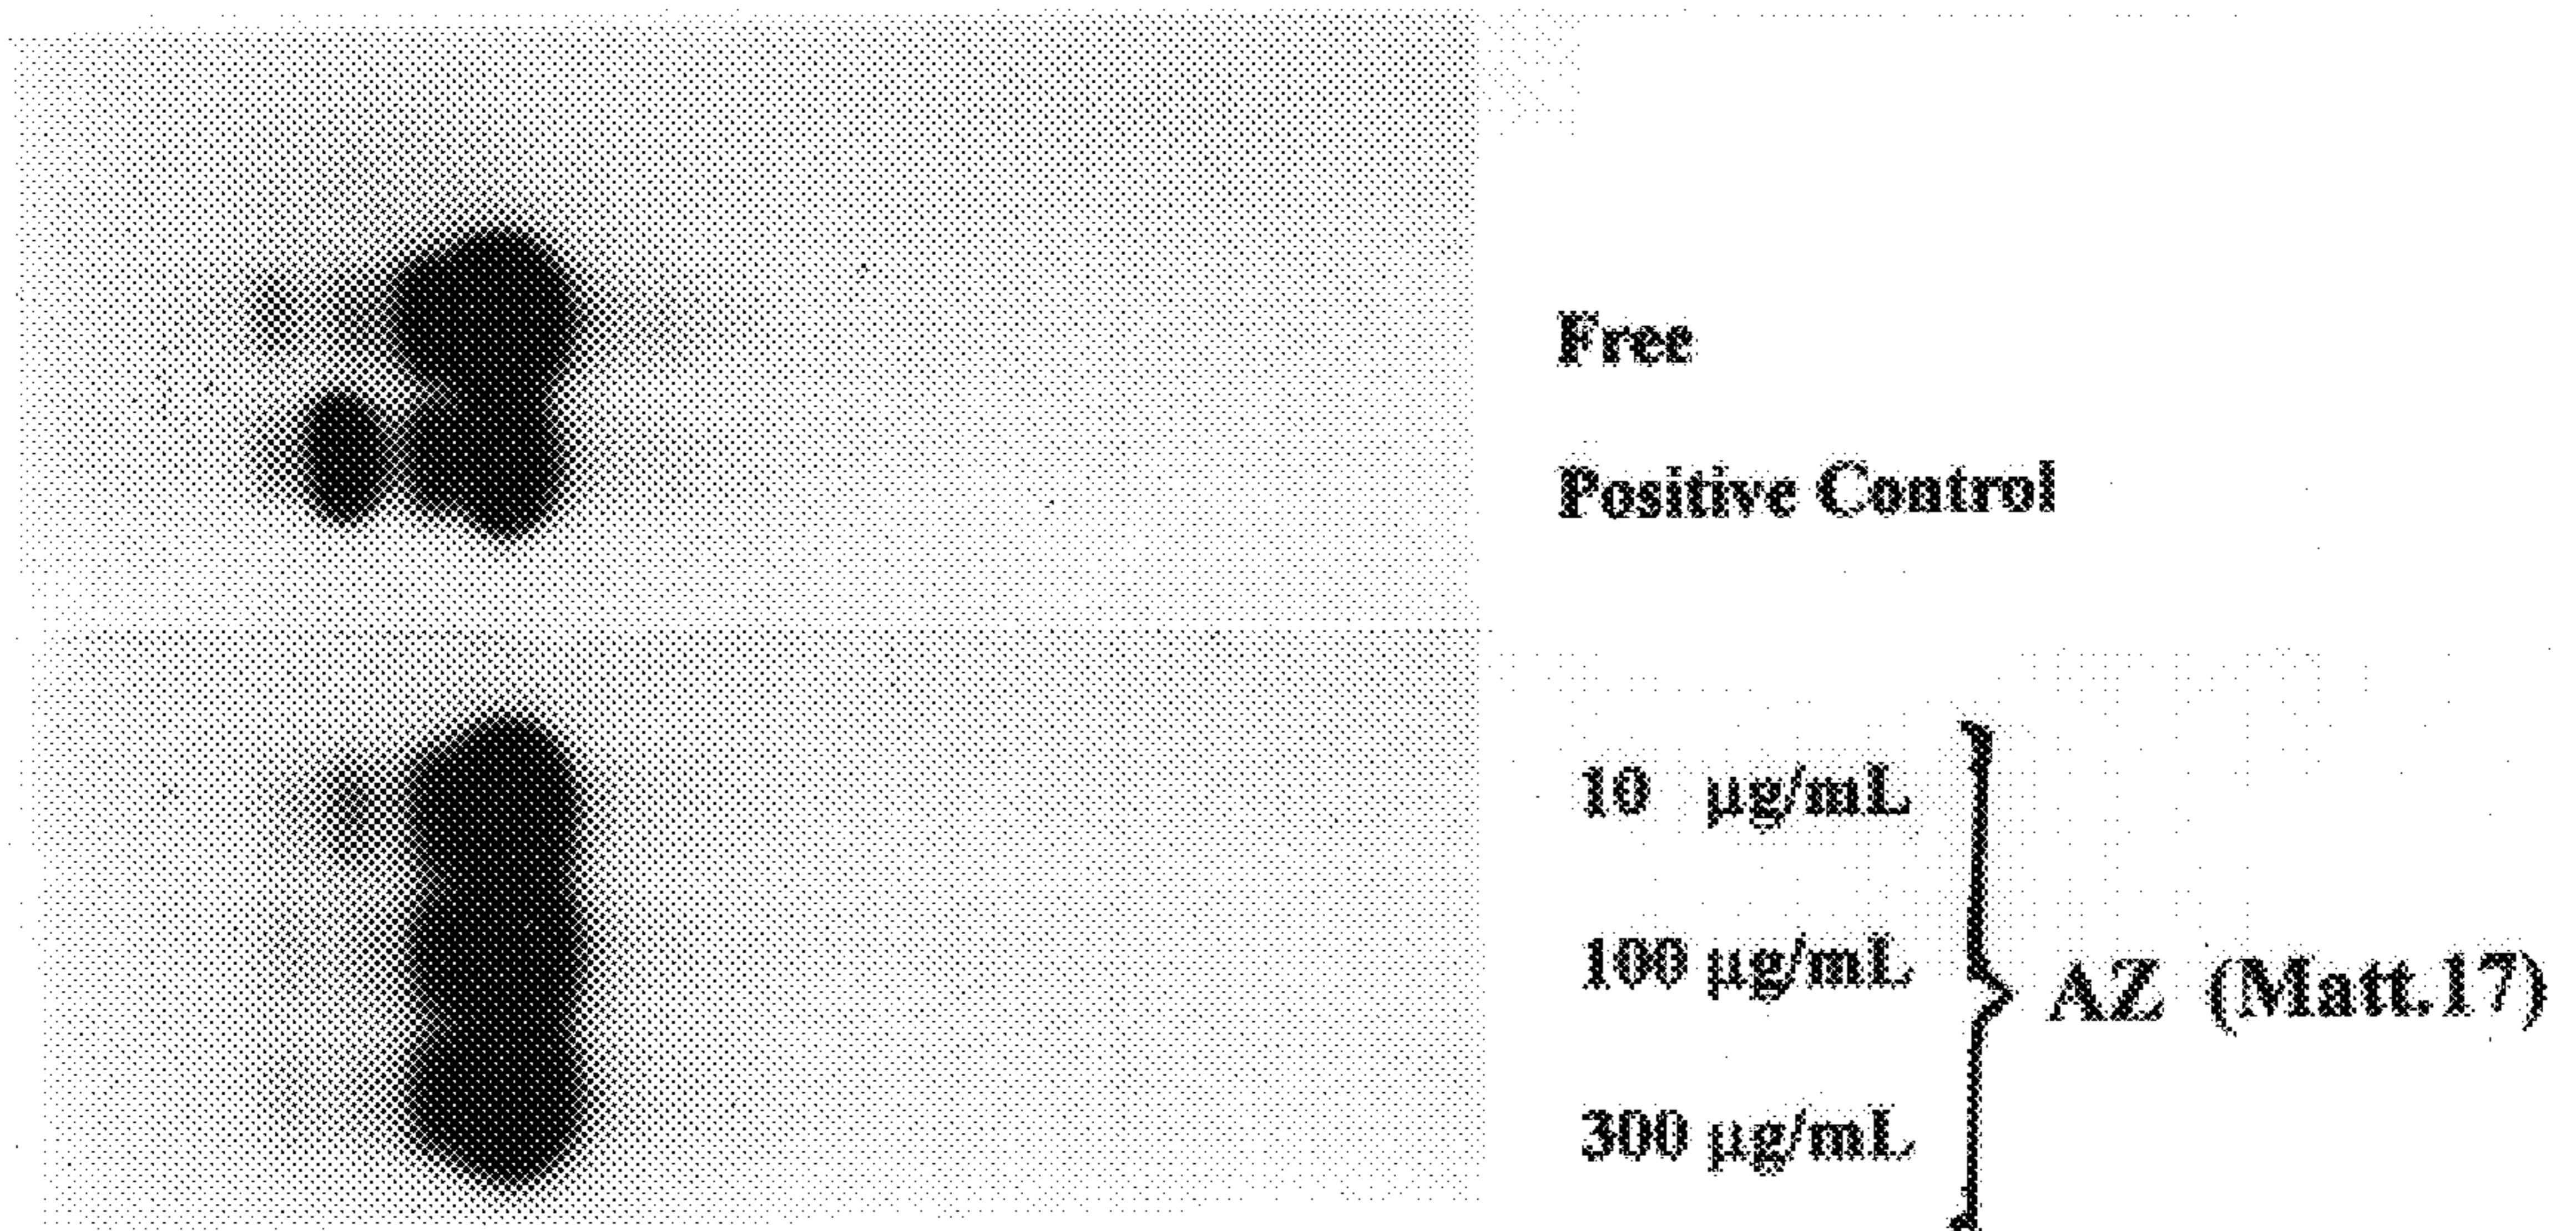 Free
Positive Control
10 μg/mL
100 μg/mL
AZ (Matt.17)
300 μg/mL